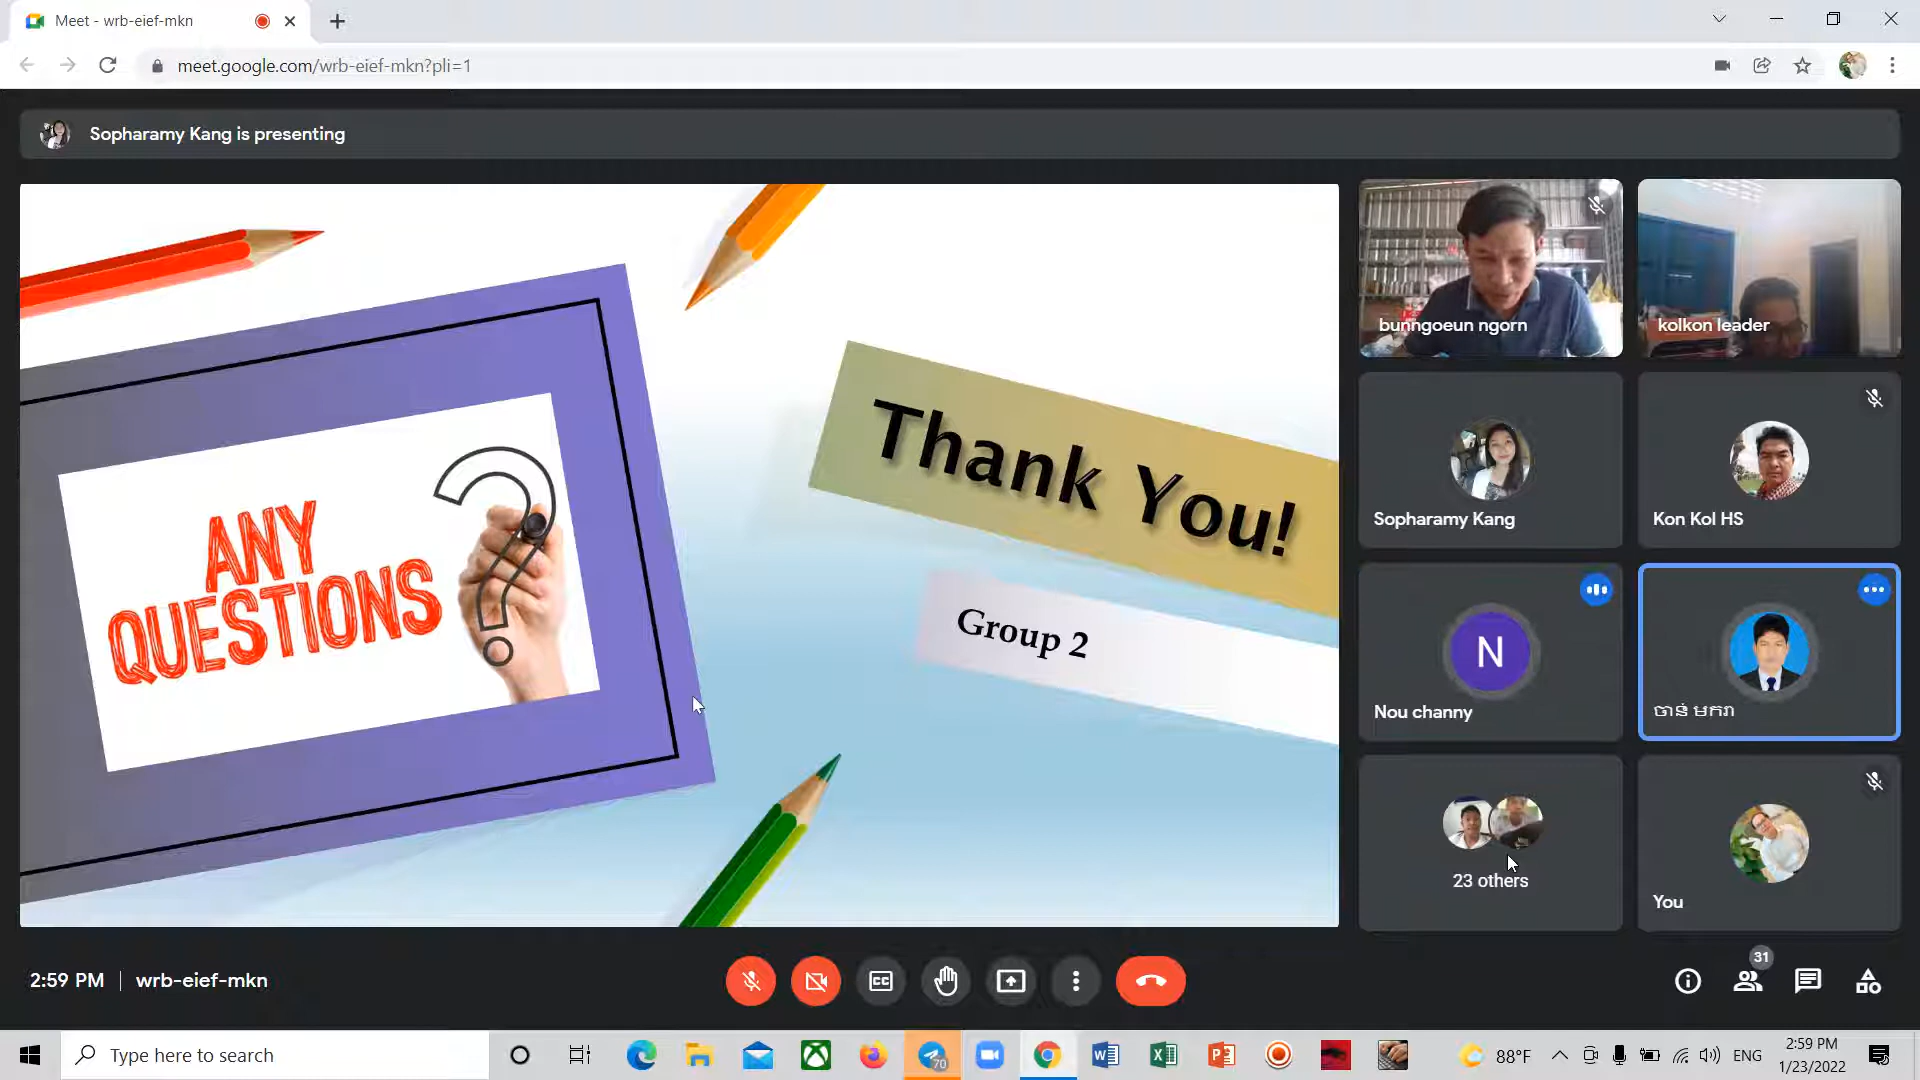 Meet - wrb-eief-mkn
meet.google.com/wrb-eief-mkn?pli=1
Sopharamy Kang is presenting
ANY
QUESTIONS
?
Thank You!
Group 2
bunngoeun ngorn
kolkon leader
Sopharamy Kang
Kon Kol HS
N
Nou channy
ចាន់ មករា
23 others
You
2:59 PM | wrb-eief-mkn
CC
31
Type here to search
70
88°F
ENG
2:59 PM
1/23/2022